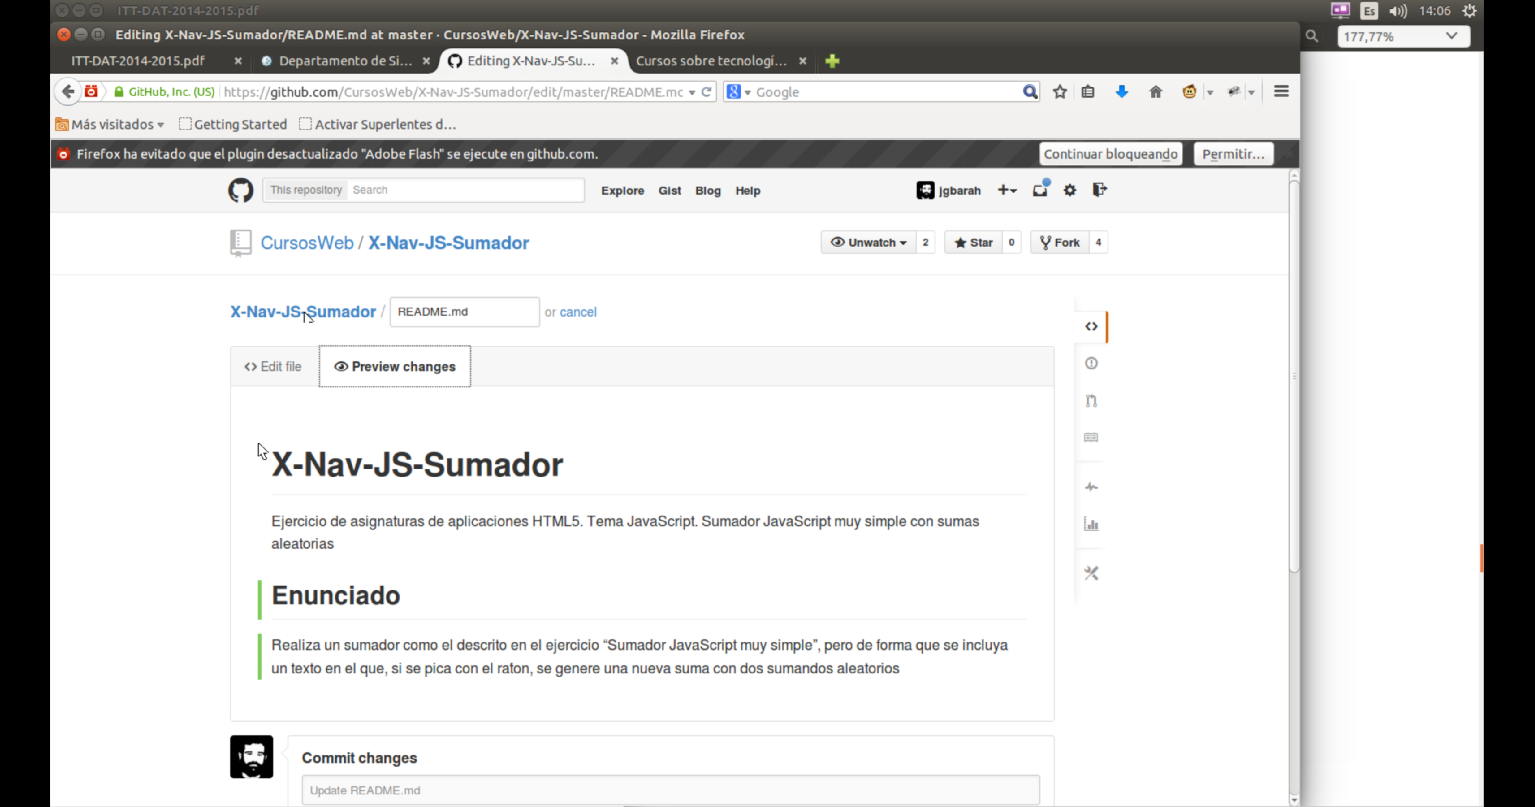 ITT-DAT-2014-2015.pdf
Es 14:06
Editing X-Nav-JS-Sumador/README.md at master · CursosWeb/X-Nav-JS-Sumador - Mozilla Firefox
177,77%
ITT-DAT-2014-2015.pdf × Departamento de Si... × Editing X-Nav-JS-Su... × Cursos sobre tecnologí... ×
GitHub, Inc. (US) https://github.com/CursosWeb/X-Nav-JS-Sumador/edit/master/README.mc Google
Más visitados Getting Started Activar Superlentes d...
Firefox ha evitado que el plugin desactualizado "Adobe Flash" se ejecute en github.com. Continuar bloqueando Permitir...
This repository Search Explore Gist Blog Help jgbarah
CursosWeb / X-Nav-JS-Sumador Unwatch 2 Star 0 Fork 4
X-Nav-JS-Sumador / README.md or cancel
Edit file Preview changes
X-Nav-JS-Sumador
Ejercicio de asignaturas de aplicaciones HTML5. Tema JavaScript. Sumador JavaScript muy simple con sumas
aleatorias
Enunciado
Realiza un sumador como el descrito en el ejercicio “Sumador JavaScript muy simple”, pero de forma que se incluya
un texto en el que, si se pica con el raton, se genere una nueva suma con dos sumandos aleatorios
Commit changes
Update README.md